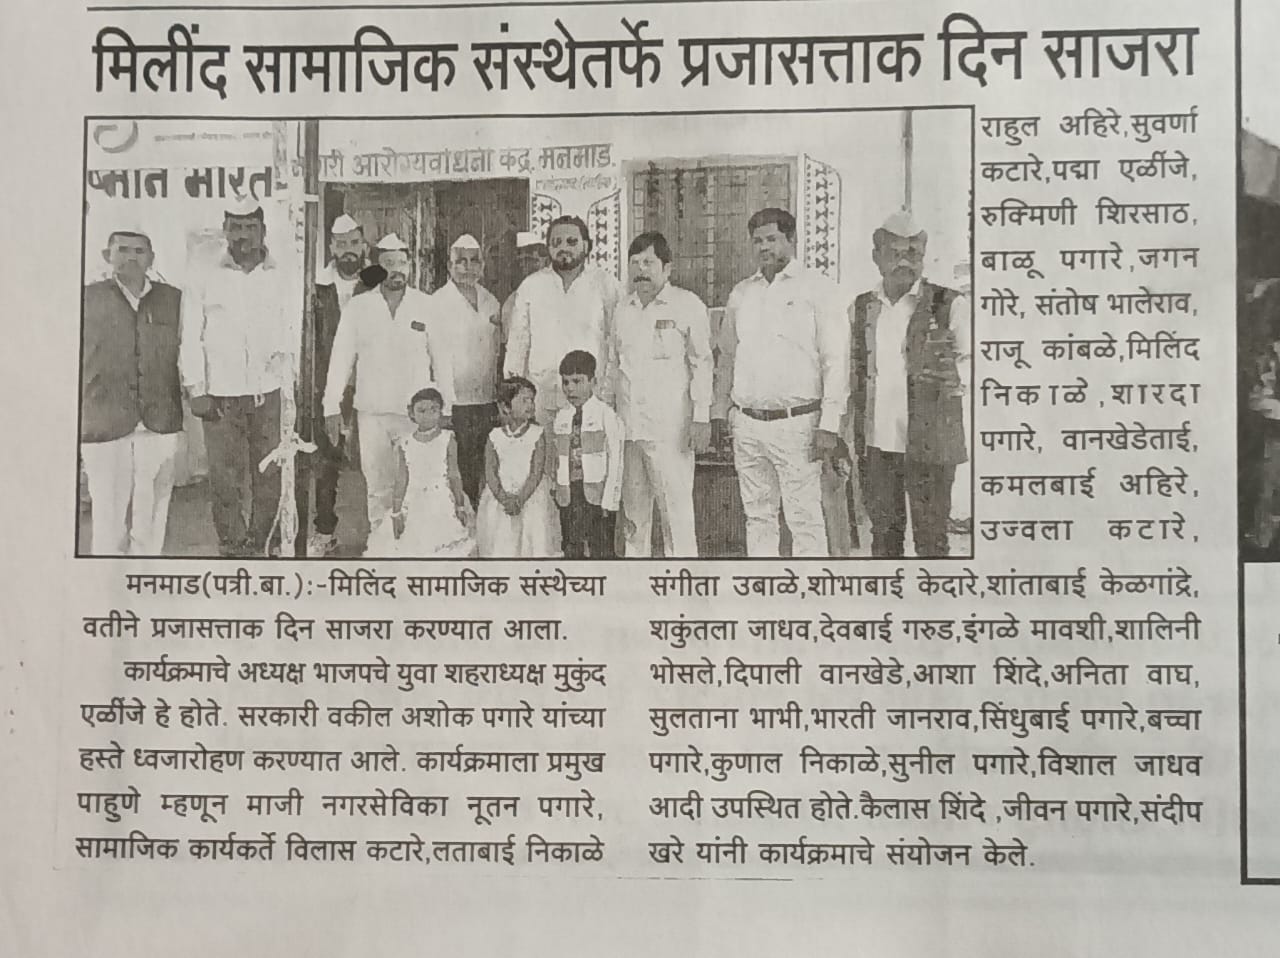 मिलींद सामाजिक संस्थेतर्फे प्रजासत्ताक दिन साजरा
भारत
आरोग्यवर्धिनी केंद्र, मनमाड.
मनमाड(पत्री.बा.):-मिलिंद सामाजिक संस्थेच्या
वतीने प्रजासत्ताक दिन साजरा करण्यात आला.
कार्यक्रमाचे अध्यक्ष भाजपचे युवा शहराध्यक्ष मुकुंद
एळींजे हे होते. सरकारी वकील अशोक पगारे यांच्या
हस्ते ध्वजारोहण करण्यात आले. कार्यक्रमाला प्रमुख
पाहुणे म्हणून माजी नगरसेविका नूतन पगारे,
सामाजिक कार्यकर्ते विलास कटारे,लताबाई निकाळे
राहुल अहिरे,सुवर्णा
कटारे,पद्मा एळींजे,
रुक्मिणी शिरसाठ,
बाळू पगारे,जगन
गोरे, संतोष भालेराव,
राजू कांबळे,मिलिंद
निकाळे,शारदा
पगारे, वानखेडेताई,
कमलबाई अहिरे,
उज्वला कटारे,
संगीता उबाळे,शोभाबाई केदारे,शांताबाई केळगांद्रे,
शकुंतला जाधव,देवबाई गरुड,इंगळे मावशी,शालिनी
भोसले,दिपाली वानखेडे,आशा शिंदे,अनिता वाघ,
सुलताना भाभी,भारती जानराव,सिंधुबाई पगारे,बच्चा
पगारे,कुणाल निकाळे,सुनील पगारे,विशाल जाधव
आदी उपस्थित होते.कैलास शिंदे ,जीवन पगारे,संदीप
खरे यांनी कार्यक्रमाचे संयोजन केले.